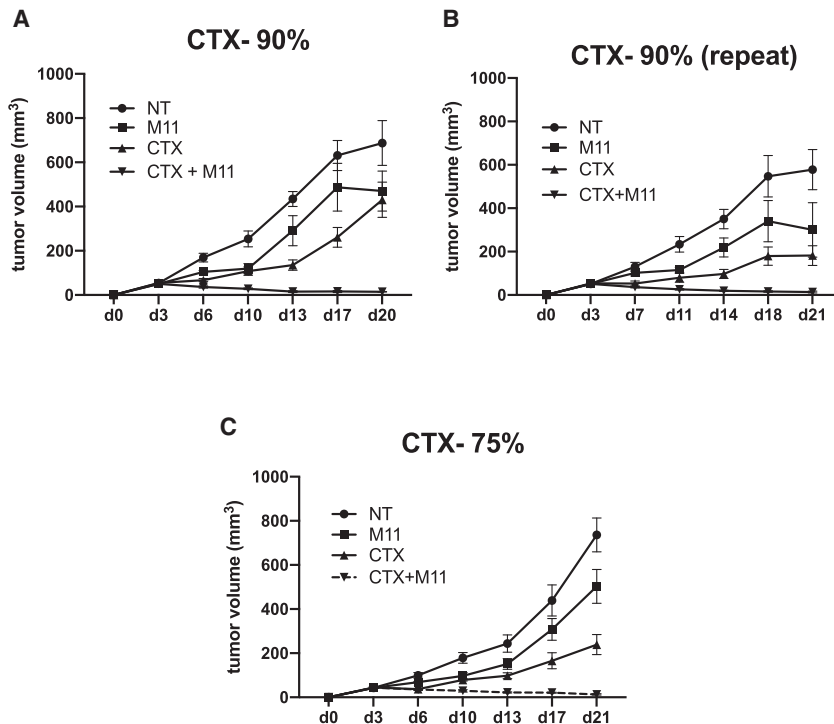 A
CTX- 90%
tumor volume (mm³)
1000
800
600
400
200
0
NT
M11
CTX
CTX + M11
d0 d3 d6 d10 d13 d17 d20
B
CTX- 90% (repeat)
tumor volume (mm³)
1000
800
600
400
200
0
NT
M11
CTX
CTX+M11
d0 d3 d7 d11 d14 d18 d21
C
CTX- 75%
tumor volume (mm³)
1000
800
600
400
200
0
NT
M11
CTX
CTX+M11
d0 d3 d6 d10 d13 d17 d21